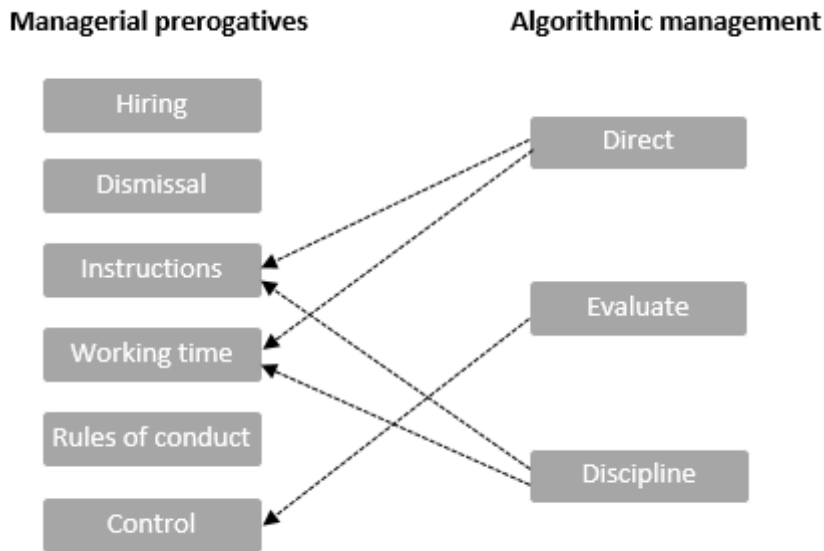 Managerial prerogatives
Algorithmic management
Hiring
Dismissal
Instructions
Working time
Rules of conduct
Control
Direct
Evaluate
Discipline